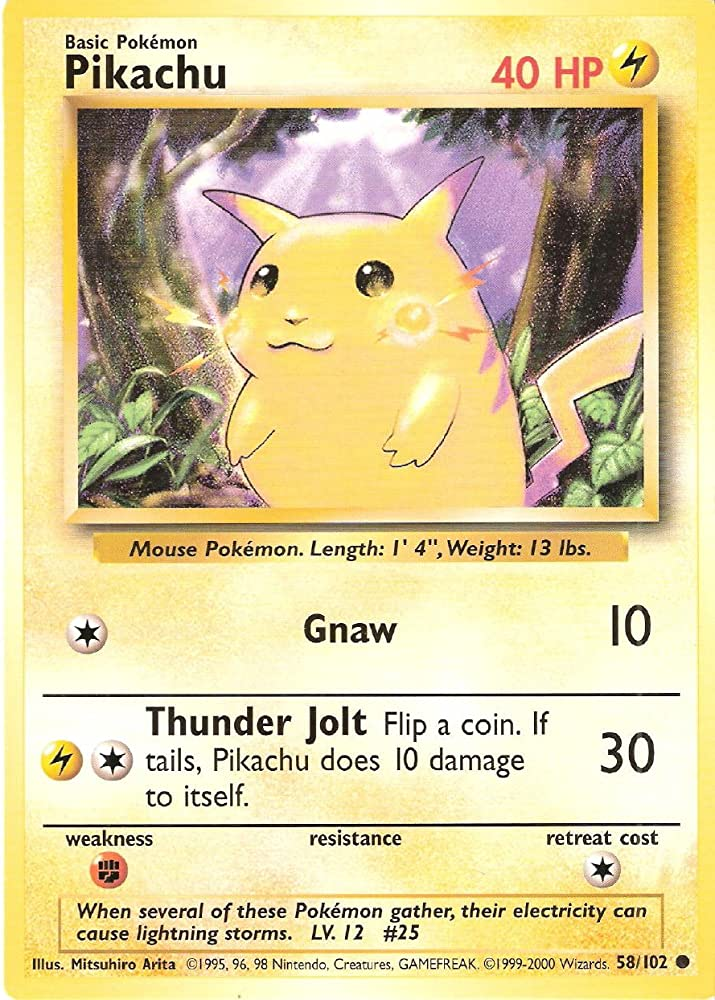 Basic Pokémon
Pikachu
40 HP
Mouse Pokémon. Length: 1' 4", Weight: 13 lbs.
Gnaw 10
Thunder Jolt Flip a coin. If
tails, Pikachu does 10 damage
to itself.
30
weakness resistance retreat cost
When several of these Pokémon gather, their electricity can
cause lightning storms. LV. 12 #25
Illus. Mitsuhiro Arita ©1995, 96, 98 Nintendo, Creatures, GAMEFREAK. ©1999-2000 Wizards. 58/102